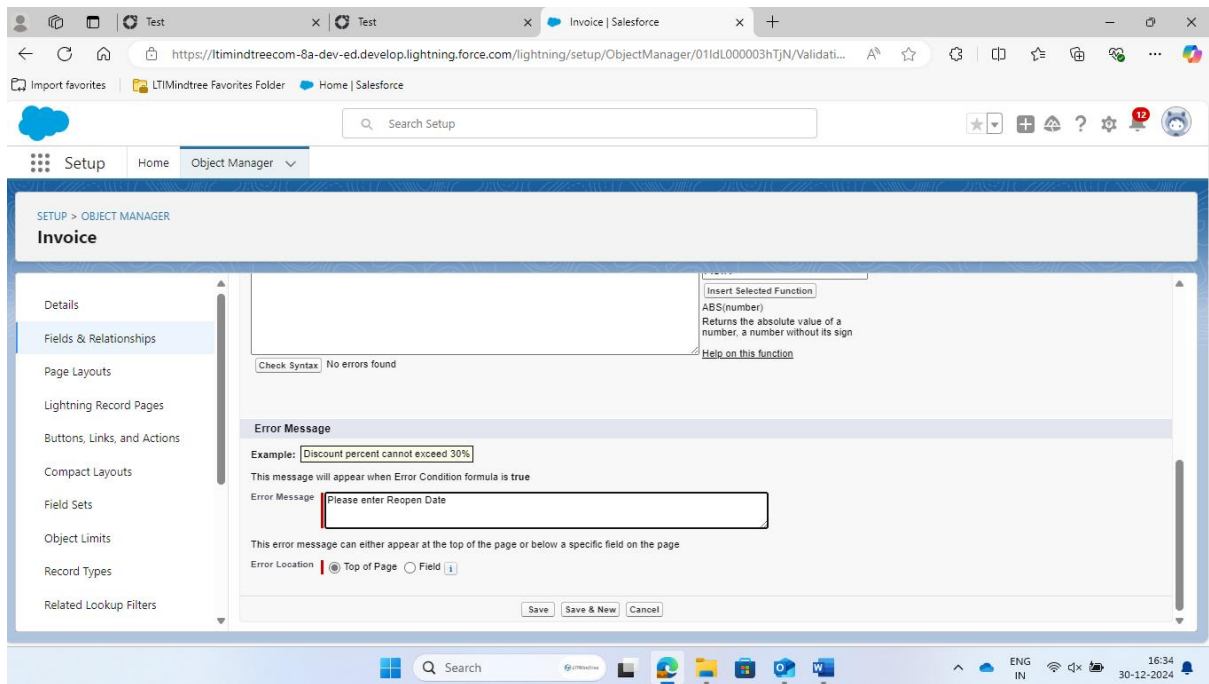 Test
Test
Invoice | Salesforce
https://ltimindtreecom-8a-dev-ed.develop.lightning.force.com/lightning/setup/ObjectManager/01IdL000003hTjN/Validati...
Import favorites
LTIMindtree Favorites Folder
Home | Salesforce
Search Setup
12
Setup
Home
Object Manager
SETUP > OBJECT MANAGER
Invoice
Details
Fields & Relationships
Page Layouts
Lightning Record Pages
Buttons, Links, and Actions
Compact Layouts
Field Sets
Object Limits
Record Types
Related Lookup Filters
Insert Selected Function
ABS(number)
Returns the absolute value of a
number, a number without its sign
Help on this function
Check Syntax No errors found
Error Message
Example: Discount percent cannot exceed 30%
This message will appear when Error Condition formula is true
Error Message Please enter Reopen Date
This error message can either appear at the top of the page or below a specific field on the page
Error Location Top of Page Field i
Save Save & New Cancel
Search
ENG
IN
16:34
30-12-2024